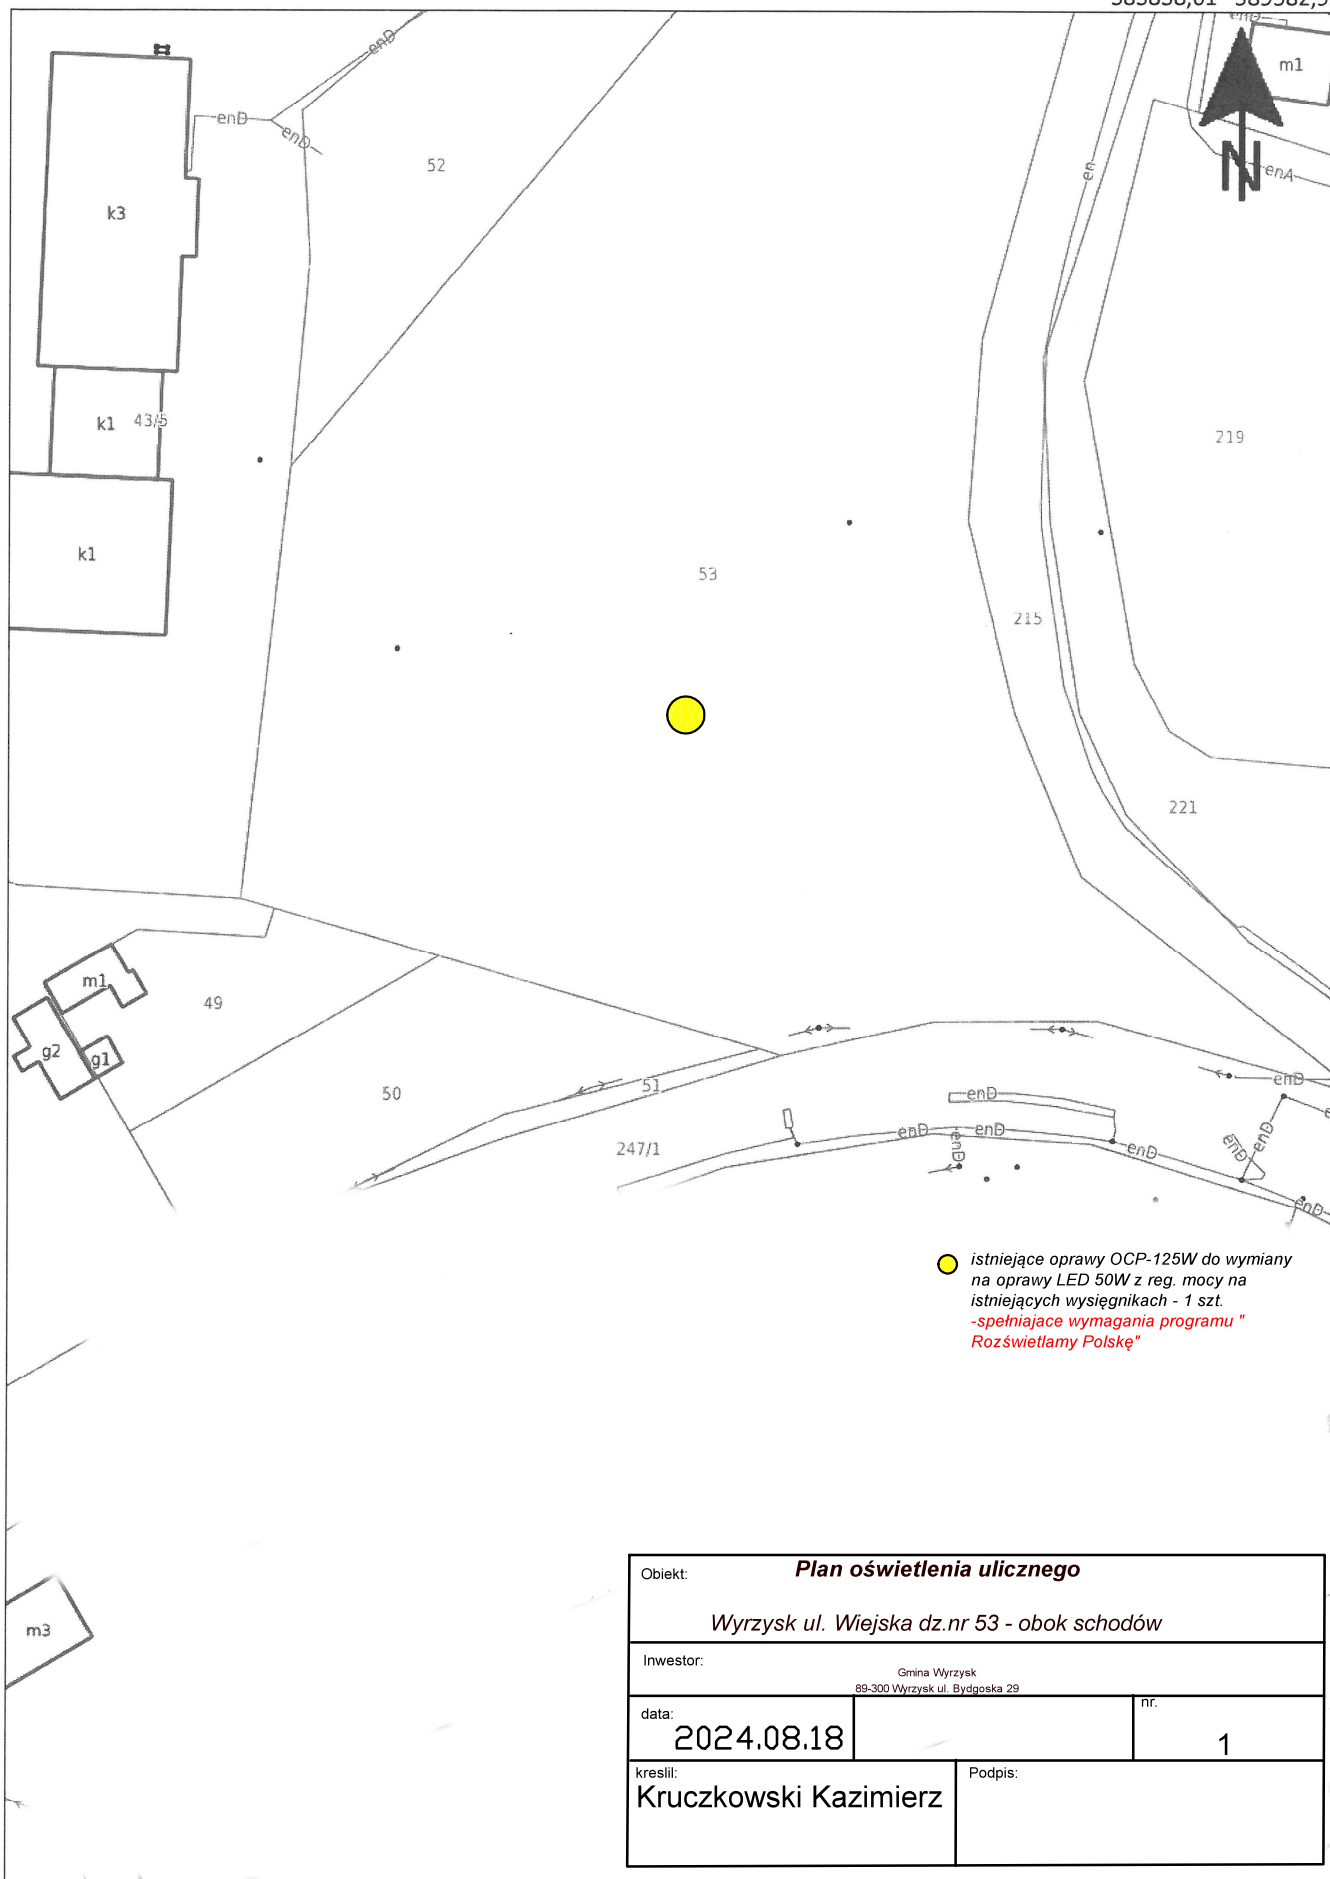 enD
enD
m1
enD
enD
52
en
enA
N
k3
k1
43/5
219
k1
53
215
221
m1
49
g2
g1
50
51
enD
enD
enD
enD
enD
enD
enD
enD
247/1
enD
enD
istniejące oprawy OCP-125W do wymiany
na oprawy LED 50W z reg. mocy na
istniejących wysięgnikach - 1 szt.
-spełniajace wymagania programu "
Rozświetlamy Polskę"
m3
Obiekt:
Plan oświetlenia ulicznego
Wyrzysk ul. Wiejska dz.nr 53 - obok schodów
Inwestor:
Gmina Wyrzysk
89-300 Wyrzysk ul. Bydgoska 29
data:
2024.08.18
nr.
1
kreslil:
Kruczkowski Kazimierz
Podpis: